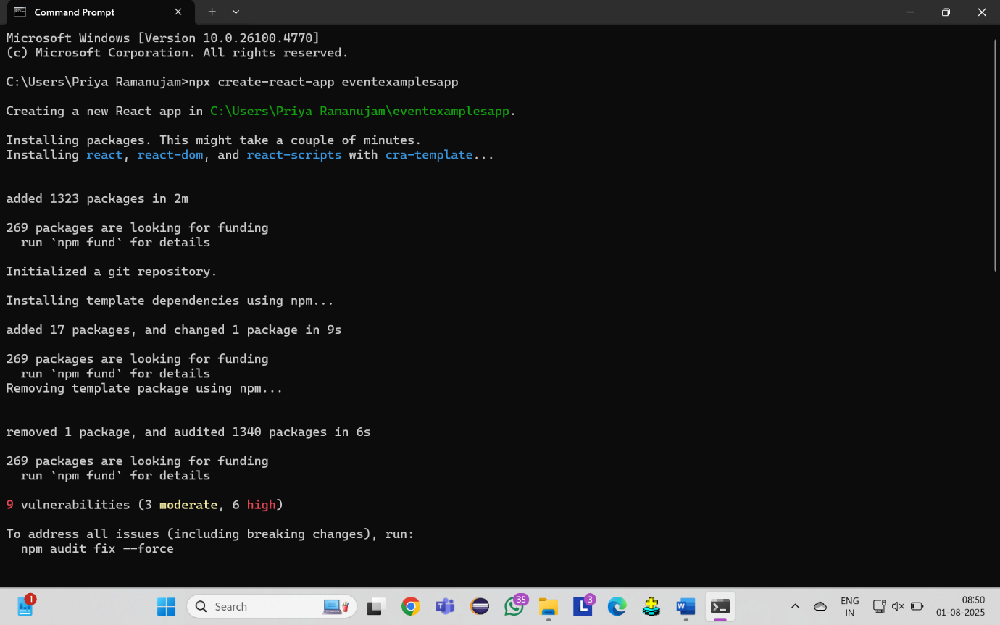 Command Prompt
Microsoft Windows [Version 10.0.26100.4770]
(c) Microsoft Corporation. All rights reserved.
C:\Users\Priya Ramanujam>npx create-react-app eventexamplesapp
Creating a new React app in C:\Users\Priya Ramanujam\eventexamplesapp.
Installing packages. This might take a couple of minutes.
Installing react, react-dom, and react-scripts with cra-template...
added 1323 packages in 2m
269 packages are looking for funding
  run `npm fund` for details
Initialized a git repository.
Installing template dependencies using npm...
added 17 packages, and changed 1 package in 9s
269 packages are looking for funding
  run `npm fund` for details
Removing template package using npm...
removed 1 package, and audited 1340 packages in 6s
269 packages are looking for funding
  run `npm fund` for details
9 vulnerabilities (3 moderate, 6 high)
To address all issues (including breaking changes), run:
  npm audit fix --force
1
Search
T
35
L
3
W
ENG
IN
08:50
01-08-2025